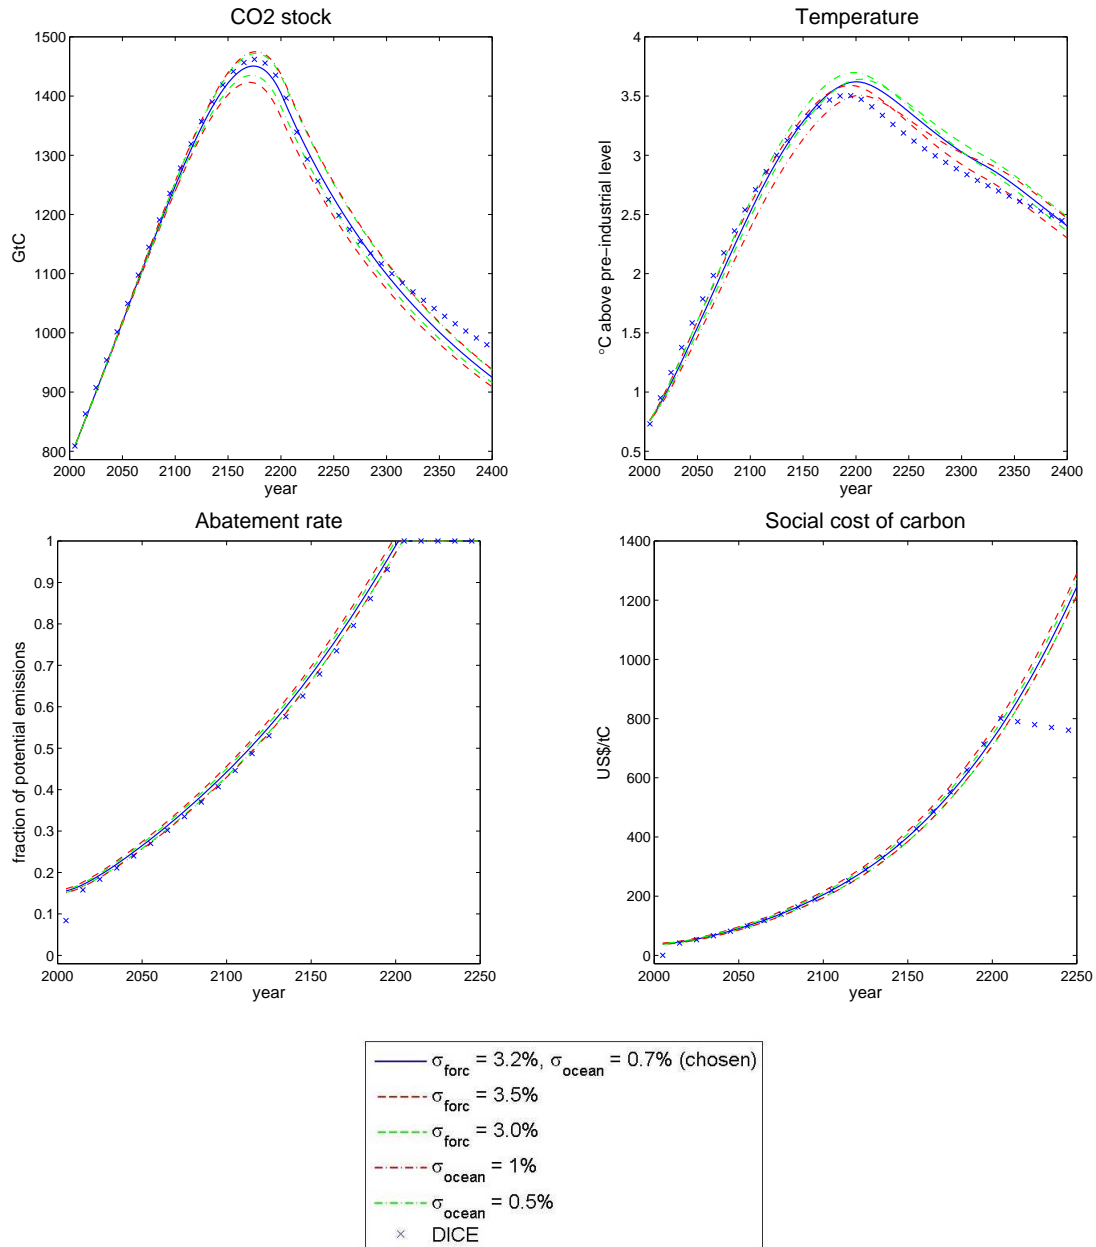 CO2 stock
1500
1400
1300
1200
1100
1000
900
800
GtC
2000 2050 2100 2150 2200 2250 2300 2350 2400
year
Temperature
4
3.5
3
2.5
2
1.5
1
0.5
°C above pre−industrial level
2000 2050 2100 2150 2200 2250 2300 2350 2400
year
Abatement rate
1
0.9
0.8
0.7
0.6
0.5
0.4
0.3
0.2
0.1
0
fraction of potential emissions
2000 2050 2100 2150 2200 2250
year
Social cost of carbon
1400
1200
1000
800
600
400
200
0
US$/tC
2000 2050 2100 2150 2200 2250
year
σforc = 3.2%, σocean = 0.7% (chosen)
σforc = 3.5%
σforc = 3.0%
σocean = 1%
σocean = 0.5%
DICE